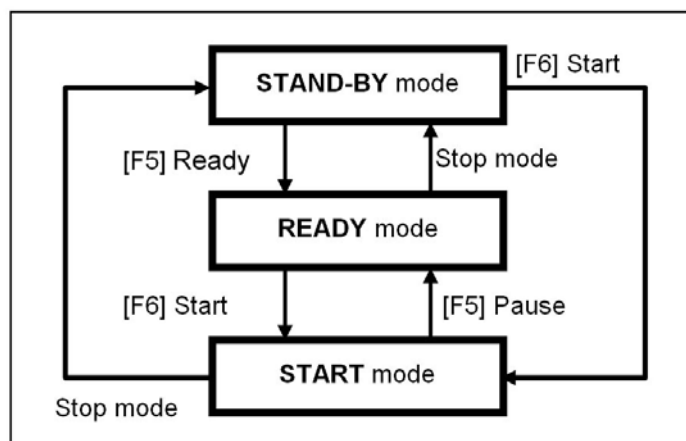 STAND-BY mode
[F6] Start
[F5] Ready
Stop mode
READY mode
[F6] Start
[F5] Pause
START mode
Stop mode